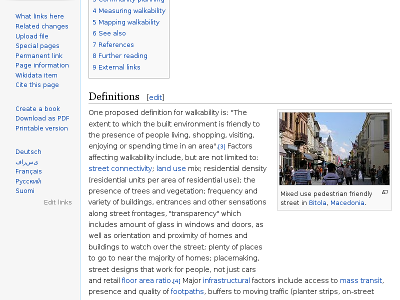 What links here
Related changes
Upload file
Special pages
Permanent link
Page information
Wikidata item
Cite this page
Create a book
Download as PDF
Printable version
Deutsch
فارسی
Français
Русский
Suomi
Edit links
4 Measuring walkability
5 Mapping walkability
6 See also
7 References
8 Further reading
9 External links
Definitions [edit]
One proposed definition for walkability is: "The
extent to which the built environment is friendly to
the presence of people living, shopping, visiting,
enjoying or spending time in an area".[3] Factors
affecting walkability include, but are not limited to:
street connectivity; land use mix; residential density
(residential units per area of residential use); the
presence of trees and vegetation; frequency and
variety of buildings, entrances and other sensations
along street frontages, "transparency" which
includes amount of glass in windows and doors, as
well as orientation and proximity of homes and
buildings to watch over the street; plenty of places
to go to near the majority of homes; placemaking,
street designs that work for people, not just cars
and retail floor area ratio.[4] Major infrastructural factors include access to mass transit,
presence and quality of footpaths, buffers to moving traffic (planter strips, on-street
Mixed use pedestrian friendly
street in Bitola, Macedonia.